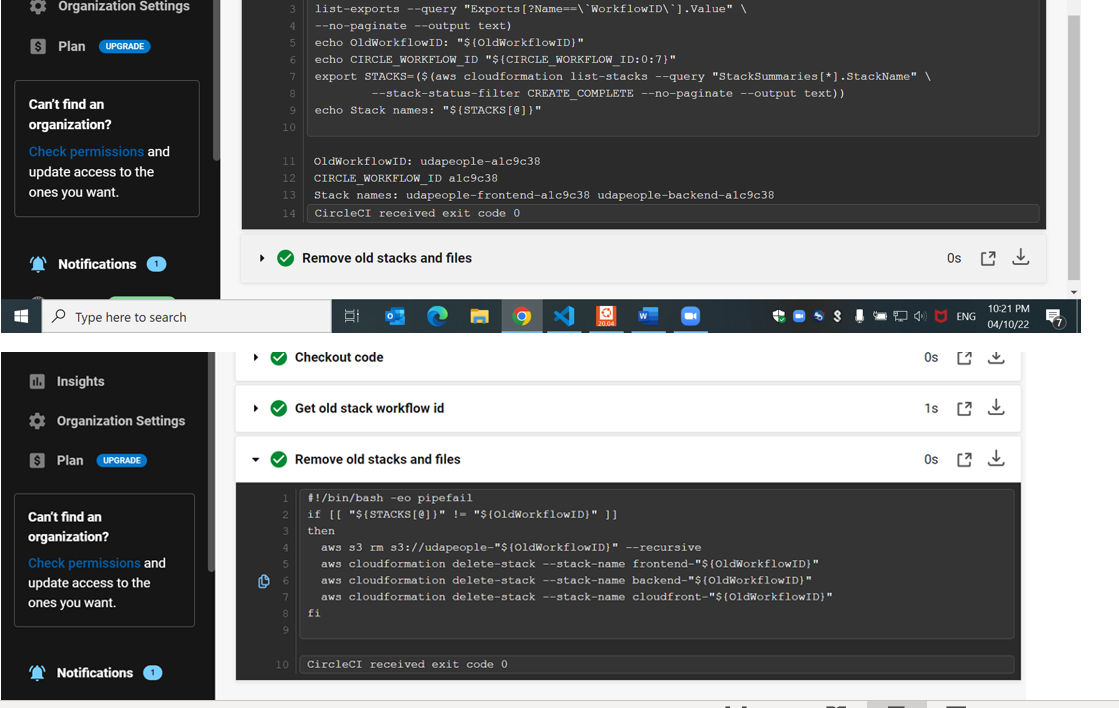 Organization Settings
Plan UPGRADE
Can't find an
organization?
Check permissions and
update access to the
ones you want.
Notifications 1
3 list-exports --query "Exports[?Name==\`WorkflowID\`].Value" \
4 --no-paginate --output text)
5 echo OldWorkflowID: "${OldWorkflowID}"
6 echo CIRCLE_WORKFLOW_ID "${CIRCLE_WORKFLOW_ID:0:7}"
7 export STACKS=($(aws cloudformation list-stacks --query "StackSummaries[*].StackName" \
8 --stack-status-filter CREATE_COMPLETE --no-paginate --output text))
9 echo Stack names: "${STACKS[@]}"
10
11 OldWorkflowID: udapeople-a1c9c38
12 CIRCLE_WORKFLOW_ID a1c9c38
13 Stack names: udapeople-frontend-a1c9c38 udapeople-backend-a1c9c38
14 CircleCI received exit code 0
Remove old stacks and files 0s
Type here to search
20.04
ENG
10:21 PM
04/10/22
7
Insights
Organization Settings
Plan UPGRADE
Can't find an
organization?
Check permissions and
update access to the
ones you want.
Notifications 1
Checkout code 0s
Get old stack workflow id 1s
Remove old stacks and files 0s
1 #!/bin/bash -eo pipefail
2 if [[ "${STACKS[@]}" != "${OldWorkflowID}" ]]
3 then
4 aws s3 rm s3://udapeople-"${OldWorkflowID}" --recursive
5 aws cloudformation delete-stack --stack-name frontend-"${OldWorkflowID}"
6 aws cloudformation delete-stack --stack-name backend-"${OldWorkflowID}"
7 aws cloudformation delete-stack --stack-name cloudfront-"${OldWorkflowID}"
8 fi
9
10 CircleCI received exit code 0